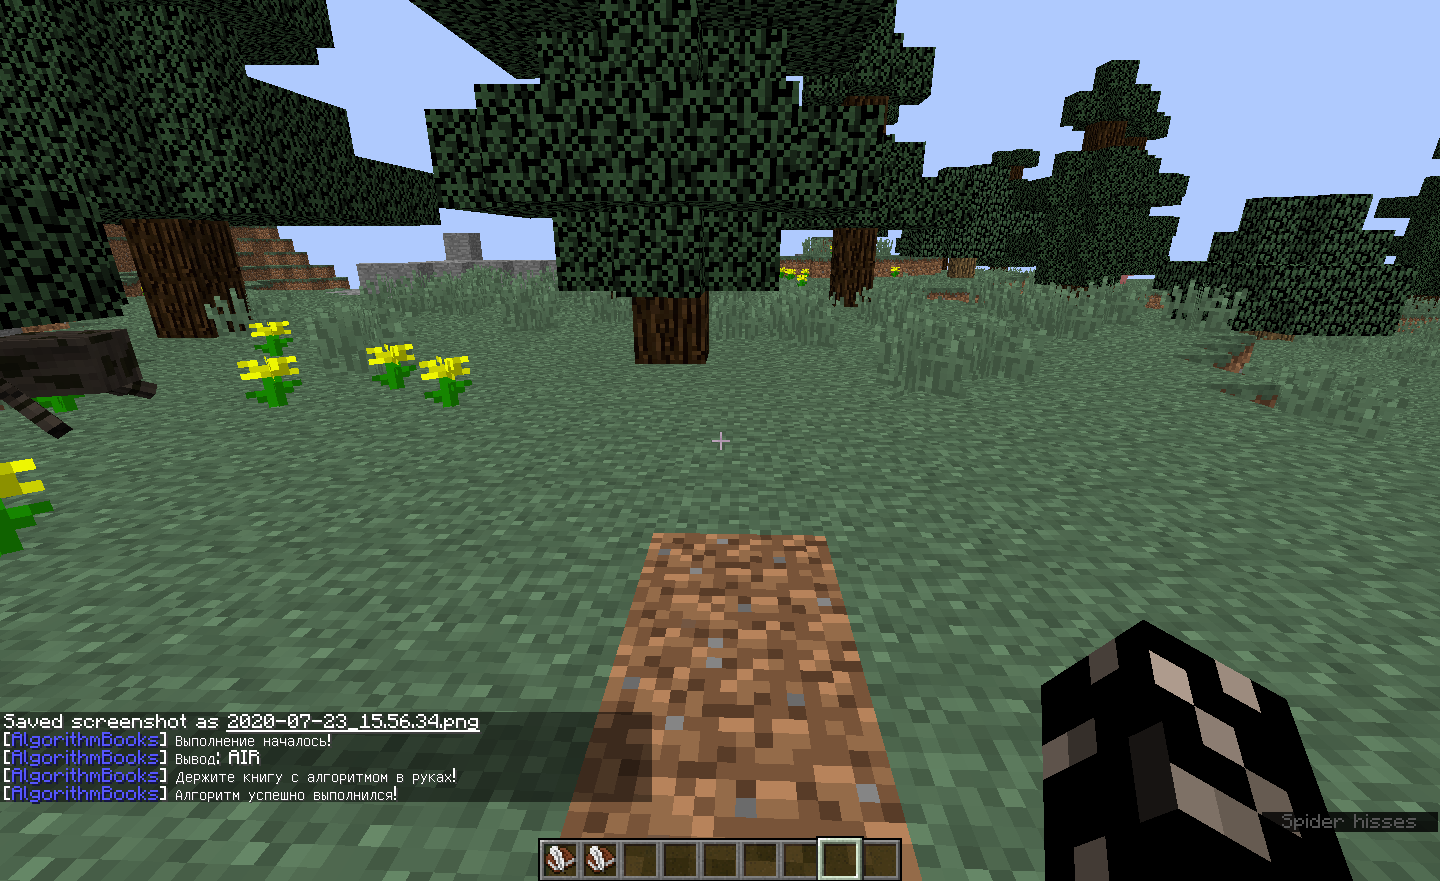 Saved screenshot as 2020-07-23_15.56.34.png
[AlgorithmBooks] Выполнение началось!
[AlgorithmBooks] Вывод: AIR
[AlgorithmBooks] Держите книгу с алгоритмом в руках!
[AlgorithmBooks] Алгоритм успешно выполнился!
Spider hisses